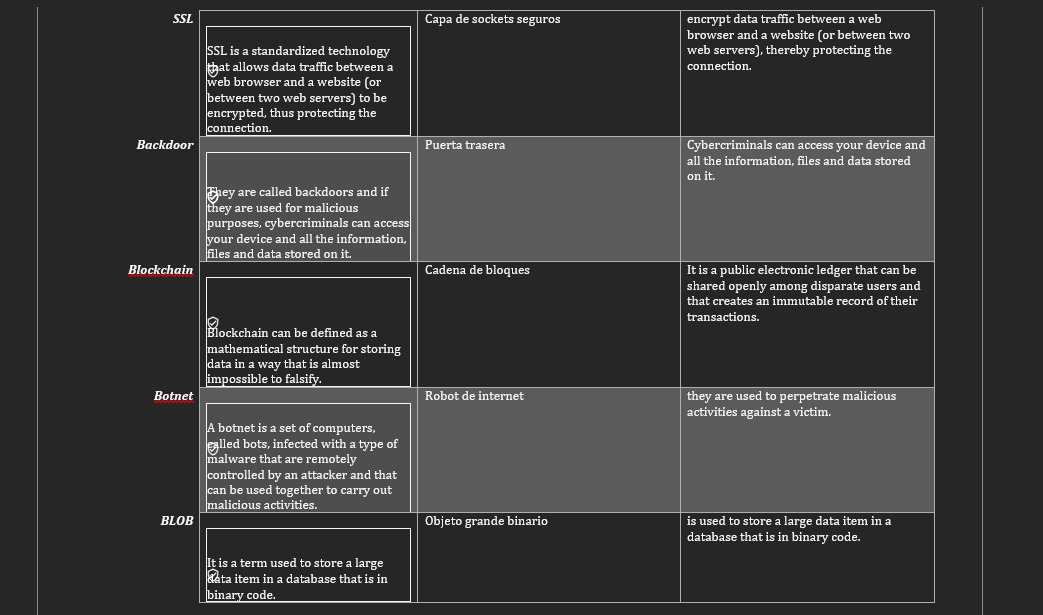 SSL
SSL is a standardized technology
that allows data traffic between a
web browser and a website (or
between two web servers) to be
encrypted, thus protecting the
connection.
Capa de sockets seguros
encrypt data traffic between a web
browser and a website (or between two
web servers), thereby protecting the
connection.
Backdoor
They are called backdoors and if
they are used for malicious
purposes, cybercriminals can access
your device and all the information,
files and data stored on it.
Puerta trasera
Cybercriminals can access your device and
all the information, files and data stored
on it.
Blockchain
Blockchain can be defined as a
mathematical structure for storing
data in a way that is almost
impossible to falsify.
Cadena de bloques
It is a public electronic ledger that can be
shared openly among disparate users and
that creates an immutable record of their
transactions.
Botnet
A botnet is a set of computers,
called bots, infected with a type of
malware that are remotely
controlled by an attacker and that
can be used together to carry out
malicious activities.
Robot de internet
they are used to perpetrate malicious
activities against a victim.
BLOB
It is a term used to store a large
data item in a database that is in
binary code.
Objeto grande binario
is used to store a large data item in a
database that is in binary code.